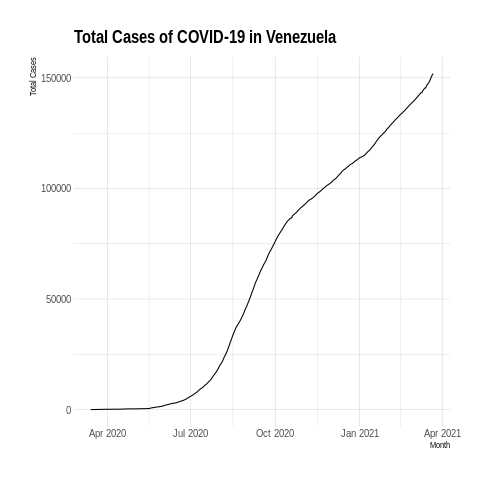 Total Cases of COVID-19 in Venezuela
Total Cases
150000
100000
50000
0
Apr 2020 Jul 2020 Oct 2020 Jan 2021 Apr 2021
Month